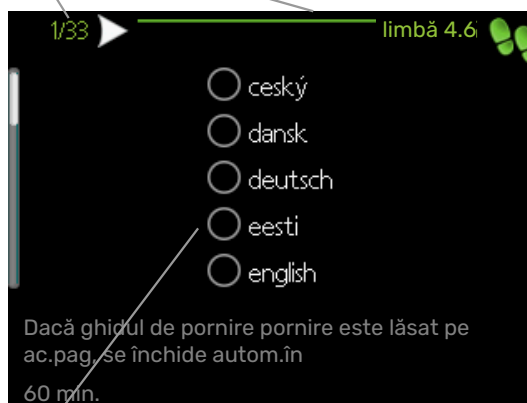 1/33
limbă 4.6
ceský
dansk
deutsch
eesti
english
Dacă ghidul de pornire pornire este lăsat pe
ac.pag, se închide autom.în
60 min.